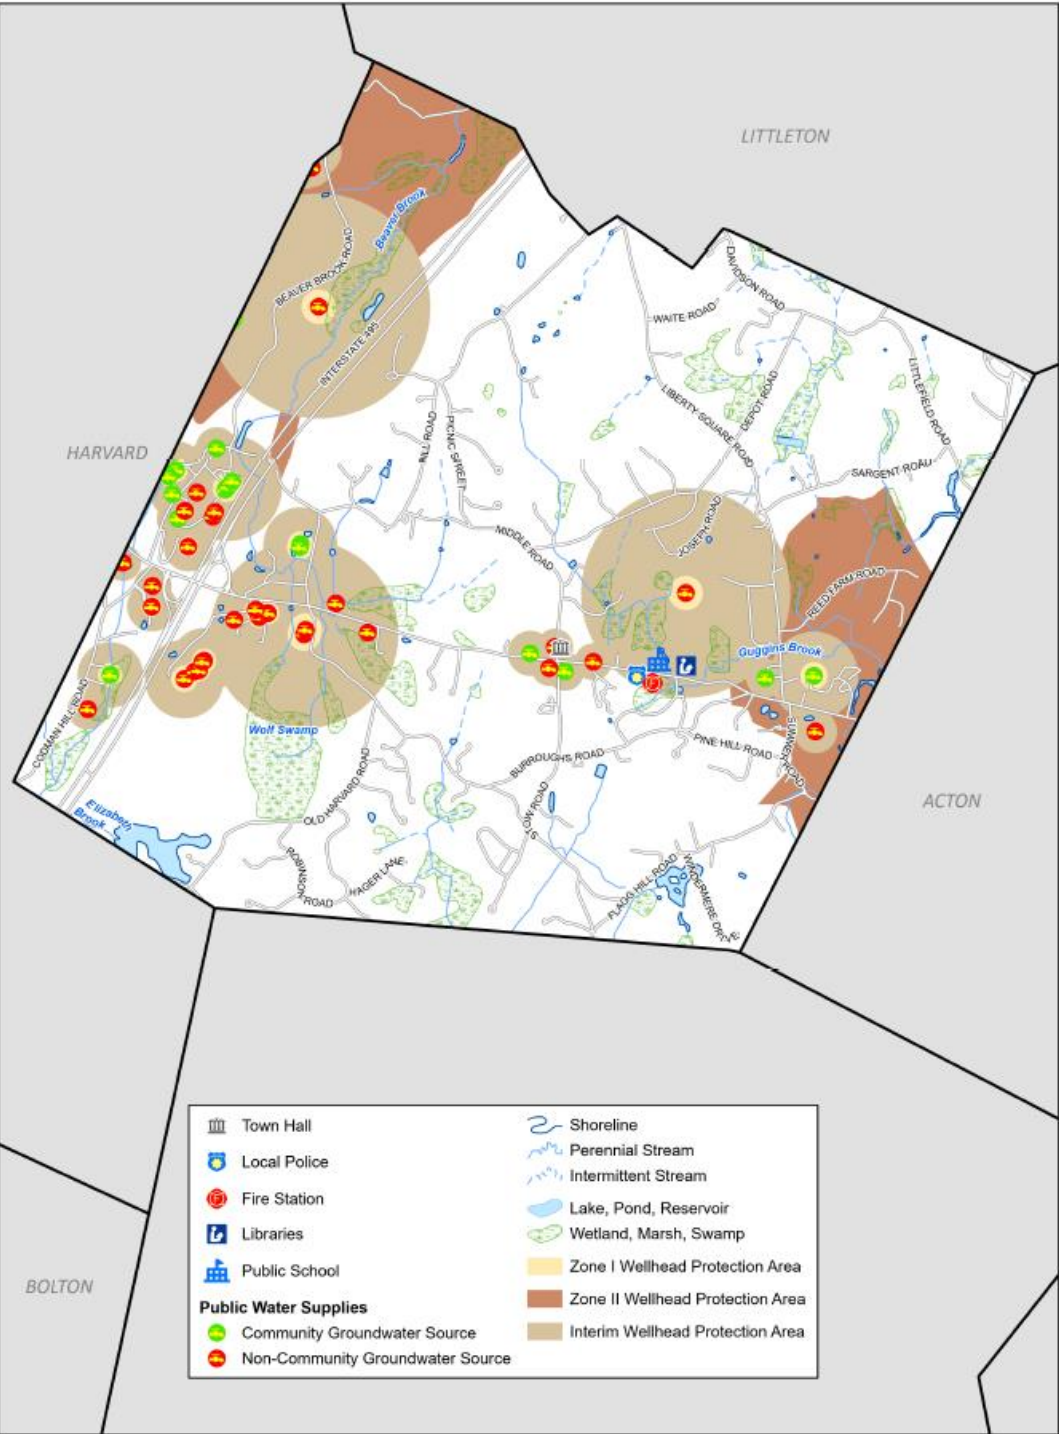 LITTLETON
Beaver Brook
DAVIDSON ROAD
BEAVER BROOK ROAD
WAITE ROAD
INTERSTATE 495
LITTLEFIELD ROAD
LIBERTY SQUARE ROAD
DEPOT ROAD
HARVARD
HILL ROAD
PICNIC STREET
SARGENT ROAD
MIDDLE ROAD
JOSEPH ROAD
REED FARM ROAD
Guggins Brook
CODMAN HILL ROAD
Wolf Swamp
SUMMER ROAD
PINE HILL ROAD
BURROUGHS ROAD
OLD HARVARD ROAD
STOW ROAD
ACTON
Elizabeth
Brook
ROBINSON ROAD
HAGER LANE
FLAGG HILL ROAD
WINDERMERE DRIVE
Town Hall
Local Police
Fire Station
Libraries
Public School
Public Water Supplies
Community Groundwater Source
Non-Community Groundwater Source
Shoreline
Perennial Stream
Intermittent Stream
Lake, Pond, Reservoir
Wetland, Marsh, Swamp
Zone I Wellhead Protection Area
Zone II Wellhead Protection Area
Interim Wellhead Protection Area
BOLTON